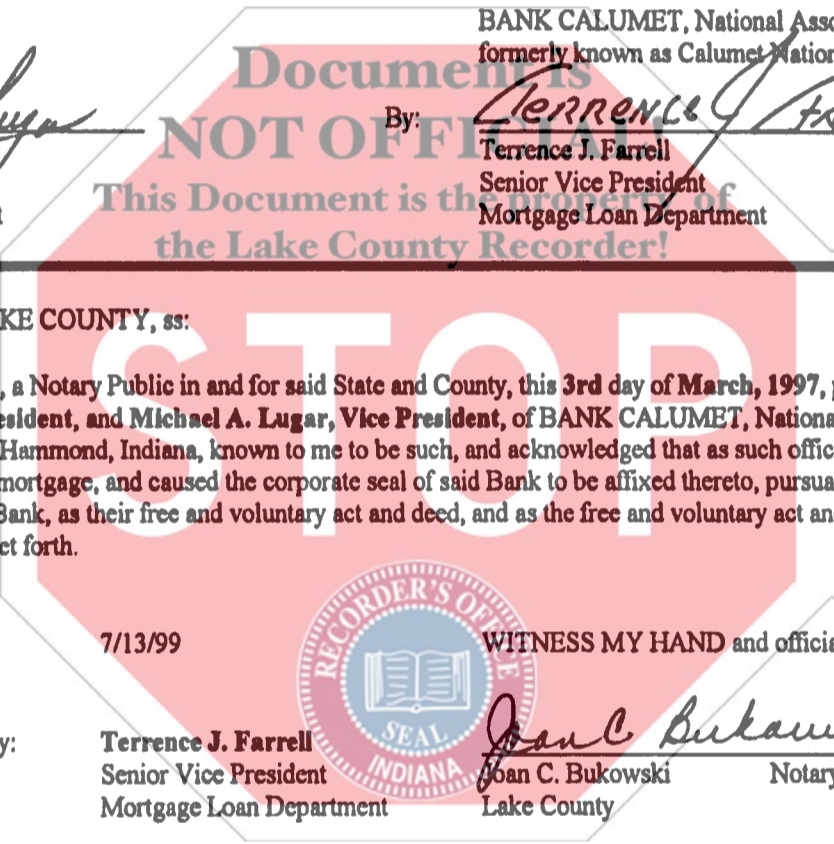 BANK CALUMET, National Asso
formerly known as Calumet Nation
Document is
NOT OFFICIAL
This Document is the property of
the Lake County Recorder!
By: Terrence J
Terrence J. Farrell
Senior Vice President
Mortgage Loan Department
t
KE COUNTY, ss:
STOP
, a Notary Public in and for said State and County, this 3rd day of March, 1997, p
esident, and Michael A. Lugar, Vice President, of BANK CALUMET, Nationa
Hammond, Indiana, known to me to be such, and acknowledged that as such offic
mortgage, and caused the corporate seal of said Bank to be affixed thereto, pursua
Bank, as their free and voluntary act and deed, and as the free and voluntary act an
et forth.
7/13/99
WITNESS MY HAND and officia
RECORDER'S OFFICE
SEAL
INDIANA
Joan C Bukow
y:
Terrence J. Farrell
Senior Vice President
Mortgage Loan Department
Joan C. Bukowski
Notary
Lake County